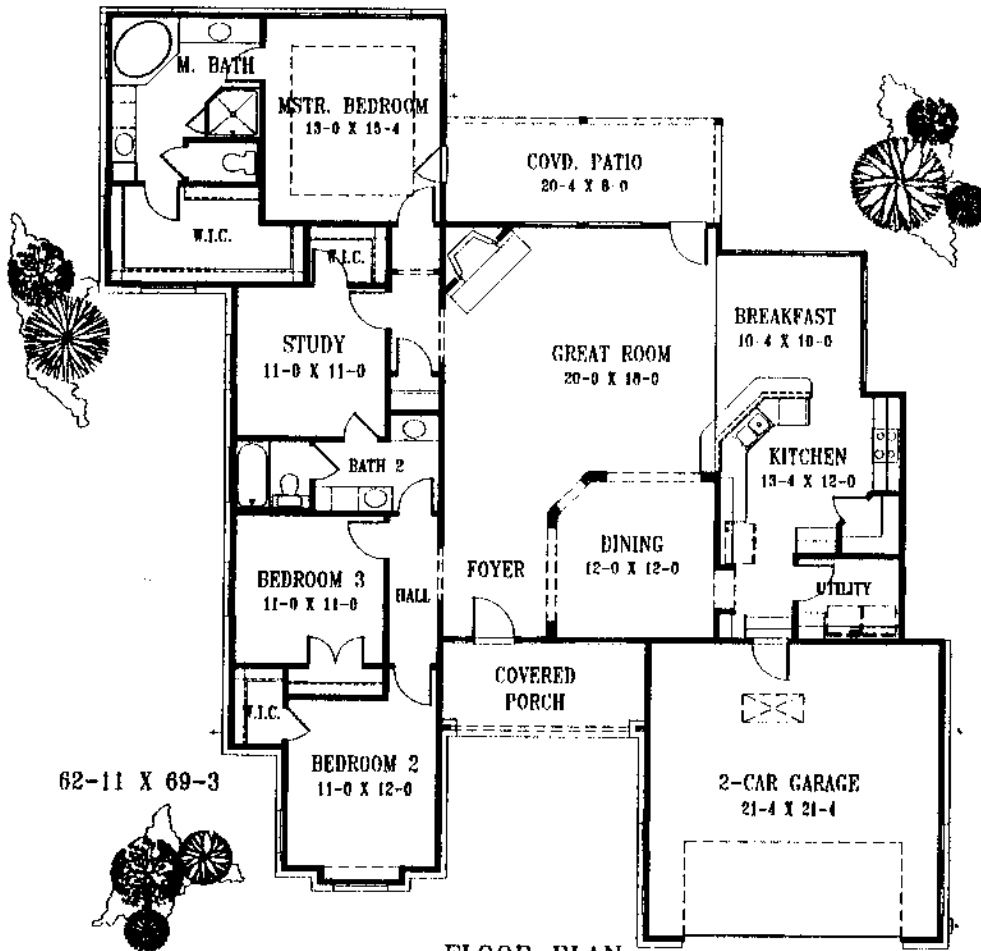 M. BATH
MSTR. BEDROOM
13-0 X 15-4
COVD. PATIO
20-4 X 8-0
W.I.C.
W.I.C.
BREAKFAST
10-4 X 10-0
STUDY
11-0 X 11-0
GREAT ROOM
20-0 X 18-0
BATH 2
KITCHEN
13-4 X 12-0
DINING
12-0 X 12-0
FOYER
BEDROOM 3
11-0 X 11-0
HALL
UTILITY
COVERED
PORCH
W.I.C.
BEDROOM 2
11-0 X 12-0
2-CAR GARAGE
21-4 X 21-4
62-11 X 69-3
FLOOR PLAN